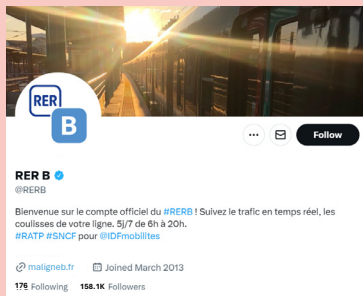 RER
B
Follow
RER B
@RERB
Bienvenue sur le compte officiel du #RERB ! Suivez le trafic en temps réel, les
coulisses de votre ligne. 5j/7 de 6h à 20h.
#RATP #SNCF pour @IDFmobilites
maligneb.fr Joined March 2013
176 Following 158.1K Followers